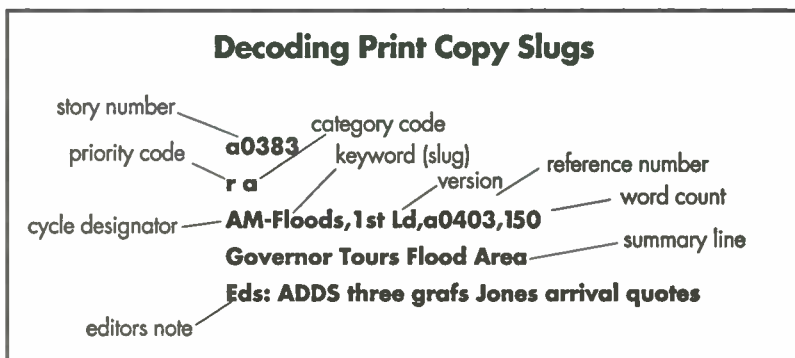 Decoding Print Copy Slugs
story number
a0383
category code
priority code
keyword (slug)
r a
version
reference number
word count
cycle designator
AM-Floods,1st Ld,a0403,150
summary line
Governor Tours Flood Area
Eds: ADDS three grafs Jones arrival quotes
editors note